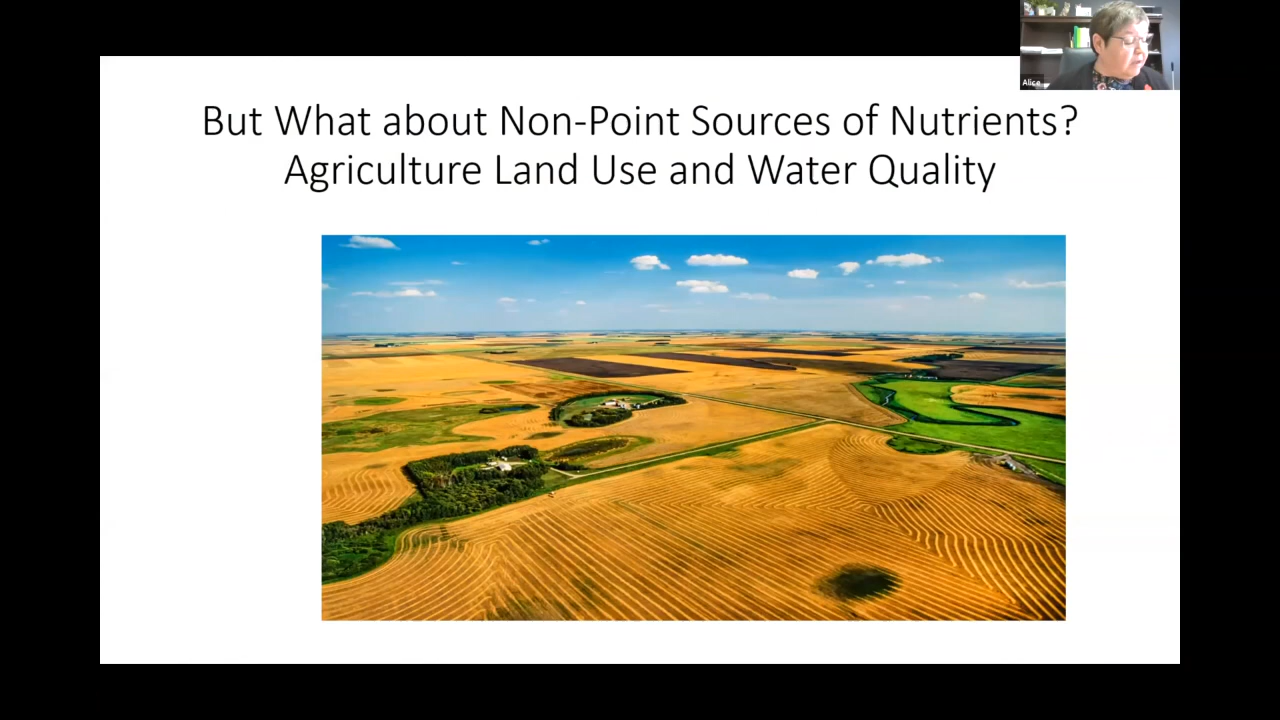 But What about Non-Point Sources of Nutrients?
Agriculture Land Use and Water Quality
Alice